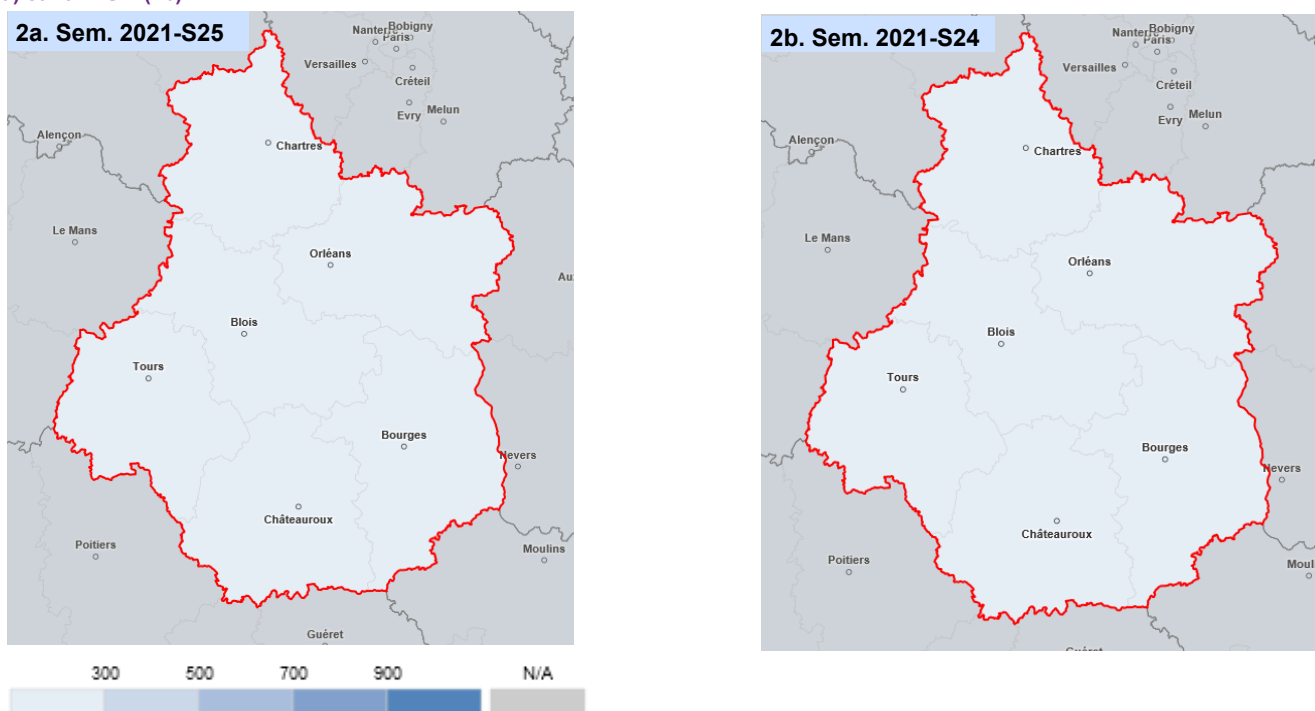 2a. Sem. 2021-S25
Nanterre
Bobigny
Paris
Versailles
Créteil
Evry
Melun
Alençon
Chartres
Le Mans
Orléans
Blois
Tours
Bourges
Nevers
Châteauroux
Poitiers
Moulins
Guéret
300 500 700 900 N/A
2b. Sem. 2021-S24
Bobigny
Paris
Versailles
Créteil
Evry
Melun
Alençon
Chartres
Le Mans
Orléans
Blois
Tours
Bourges
Nevers
Châteauroux
Poitiers
Moul